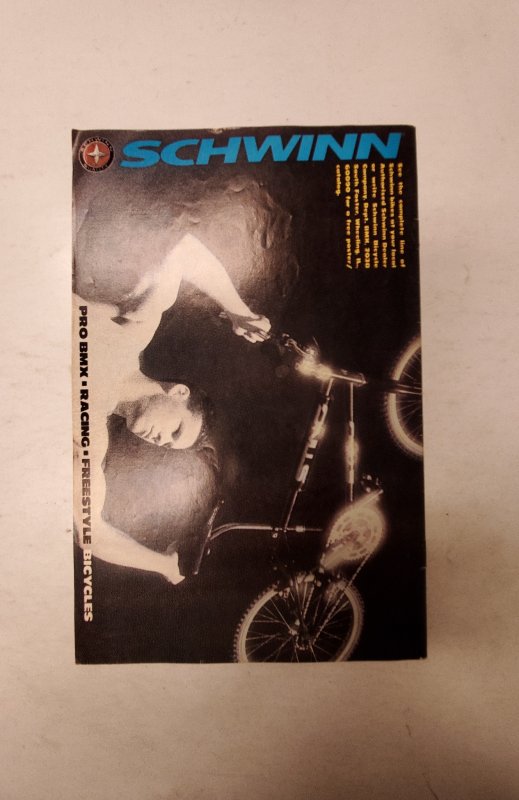 SCHWINN
See the complete line of
Schwinn bikes at your local
Authorized Schwinn Dealer
or write Schwinn Bicycle
Company, Dept. BMX, 2030
South Foster, Wheeling, IL,
60090 for a free poster/
catalog.
PRO BMX ▪ RACING ▪ FREESTYLE BICYCLES